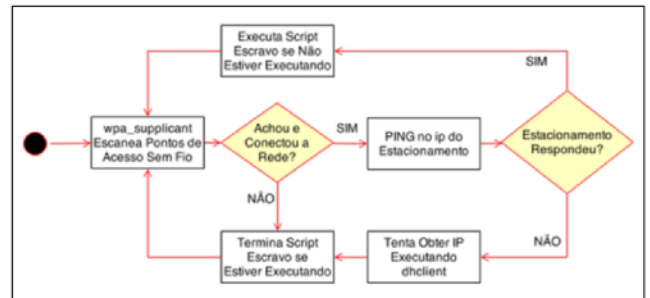 Executa Script
Escravo se Não
Estiver Executando
SIM
wpa_supplicant
Escanea Pontos de
Acesso Sem Fio
Achou e
Conectou a
Rede?
SIM
PING no ip do
Estacionamento
Estacionamento
Respondeu?
NÃO
NÃO
Termina Script
Escravo se
Estiver Executando
Tenta Obter IP
Executando
dhclient